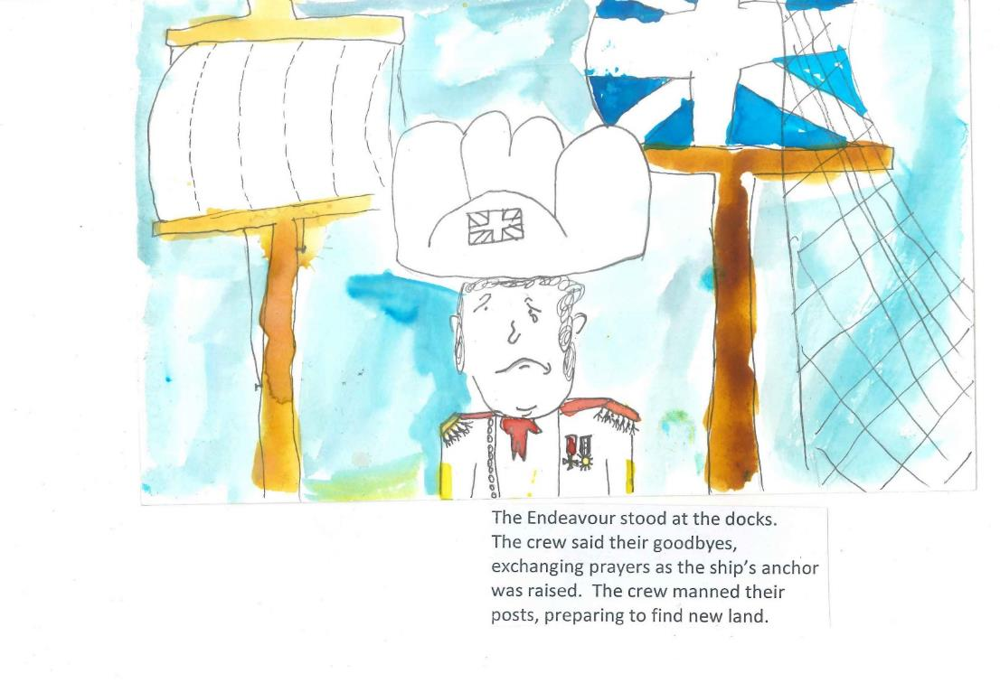 The Endeavour stood at the docks.
The crew said their goodbyes,
exchanging prayers as the ship's anchor
was raised.  The crew manned their
posts, preparing to find new land.